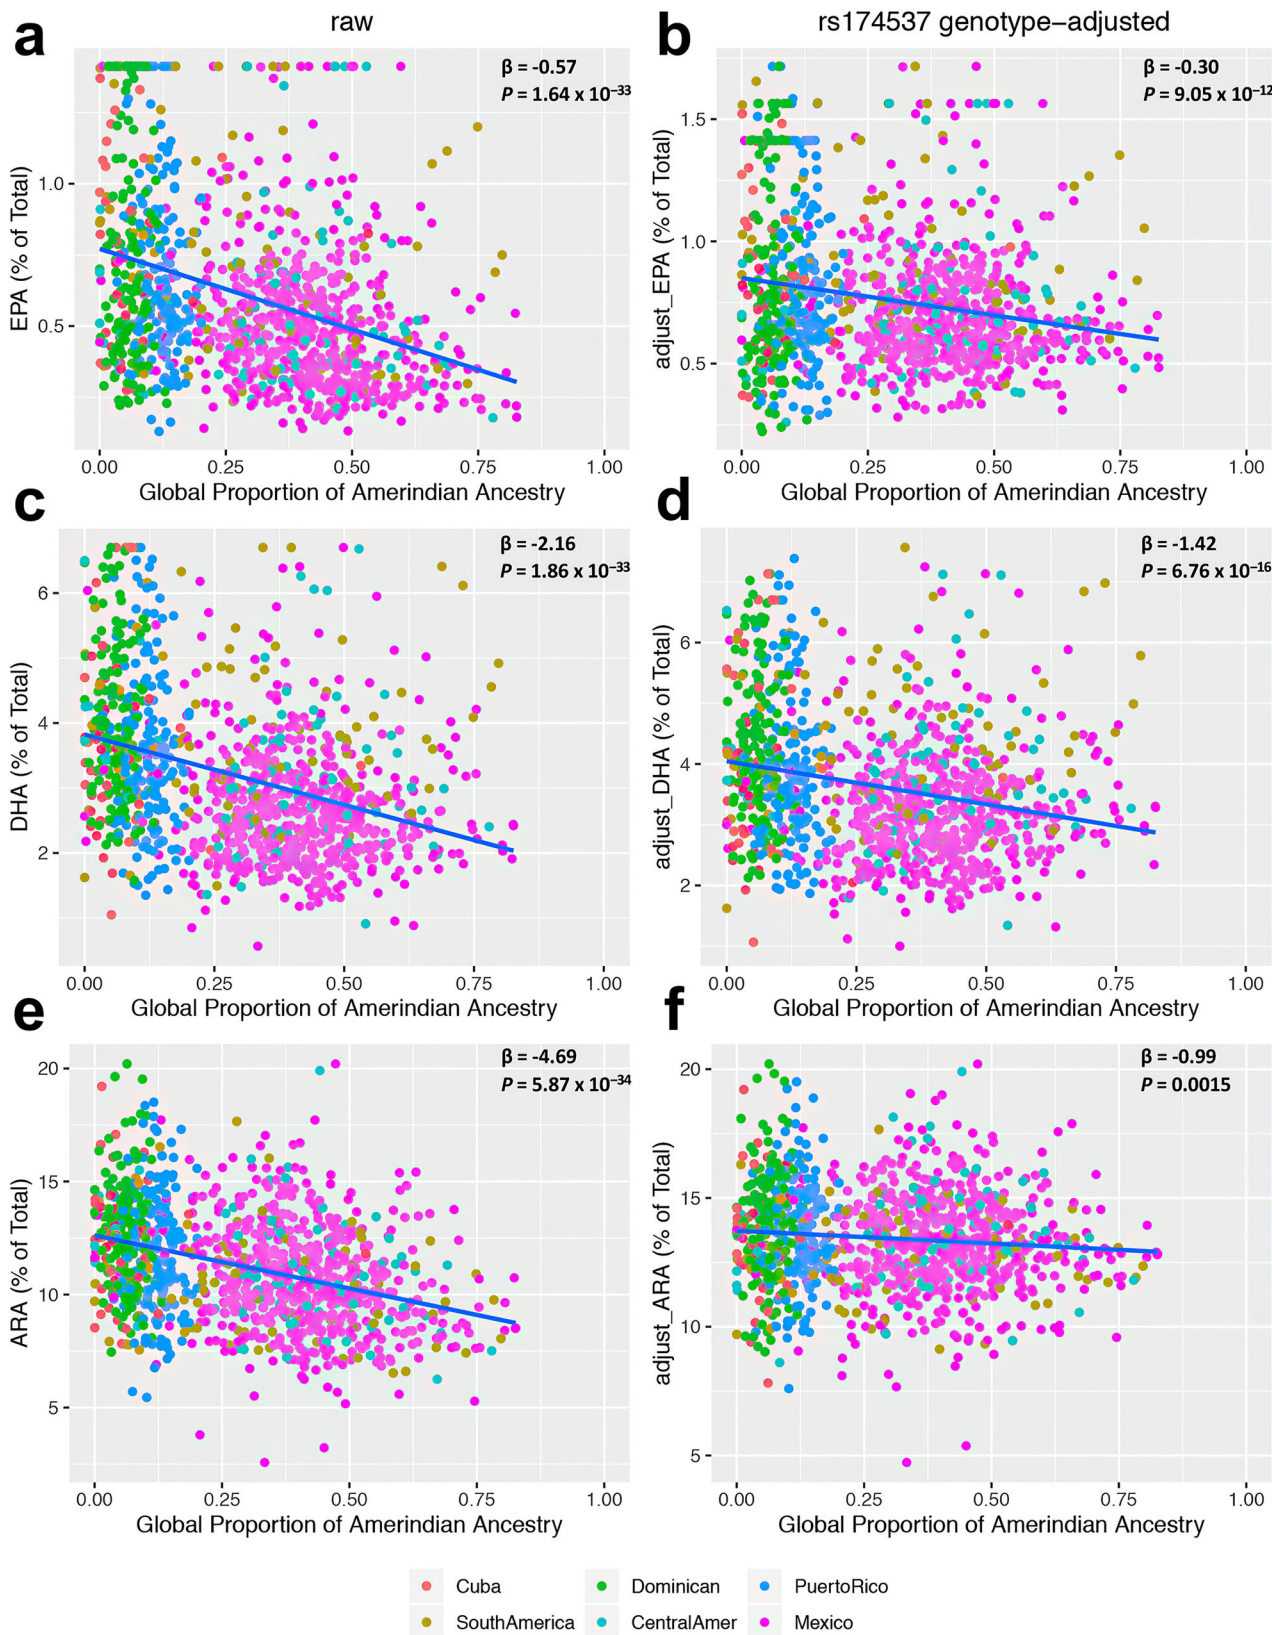 a raw
β = -0.57
P = 1.64 x 10⁻³³
EPA (% of Total)
1.0
0.5
0.00 0.25 0.50 0.75 1.00
Global Proportion of Amerindian Ancestry
b rs174537 genotype-adjusted
β = -0.30
P = 9.05 x 10⁻¹²
adjust_EPA (% of Total)
1.5
1.0
0.5
0.00 0.25 0.50 0.75 1.00
Global Proportion of Amerindian Ancestry
c
β = -2.16
P = 1.86 x 10⁻³³
DHA (% of Total)
6
4
2
0.00 0.25 0.50 0.75 1.00
Global Proportion of Amerindian Ancestry
d
β = -1.42
P = 6.76 x 10⁻¹⁶
adjust_DHA (% of Total)
6
4
2
0.00 0.25 0.50 0.75 1.00
Global Proportion of Amerindian Ancestry
e
β = -4.69
P = 5.87 x 10⁻³⁴
ARA (% of Total)
20
15
10
5
0.00 0.25 0.50 0.75 1.00
Global Proportion of Amerindian Ancestry
f
β = -0.99
P = 0.0015
adjust_ARA (% of Total)
20
15
10
5
0.00 0.25 0.50 0.75 1.00
Global Proportion of Amerindian Ancestry
Cuba Dominican PuertoRico
SouthAmerica CentralAmer Mexico